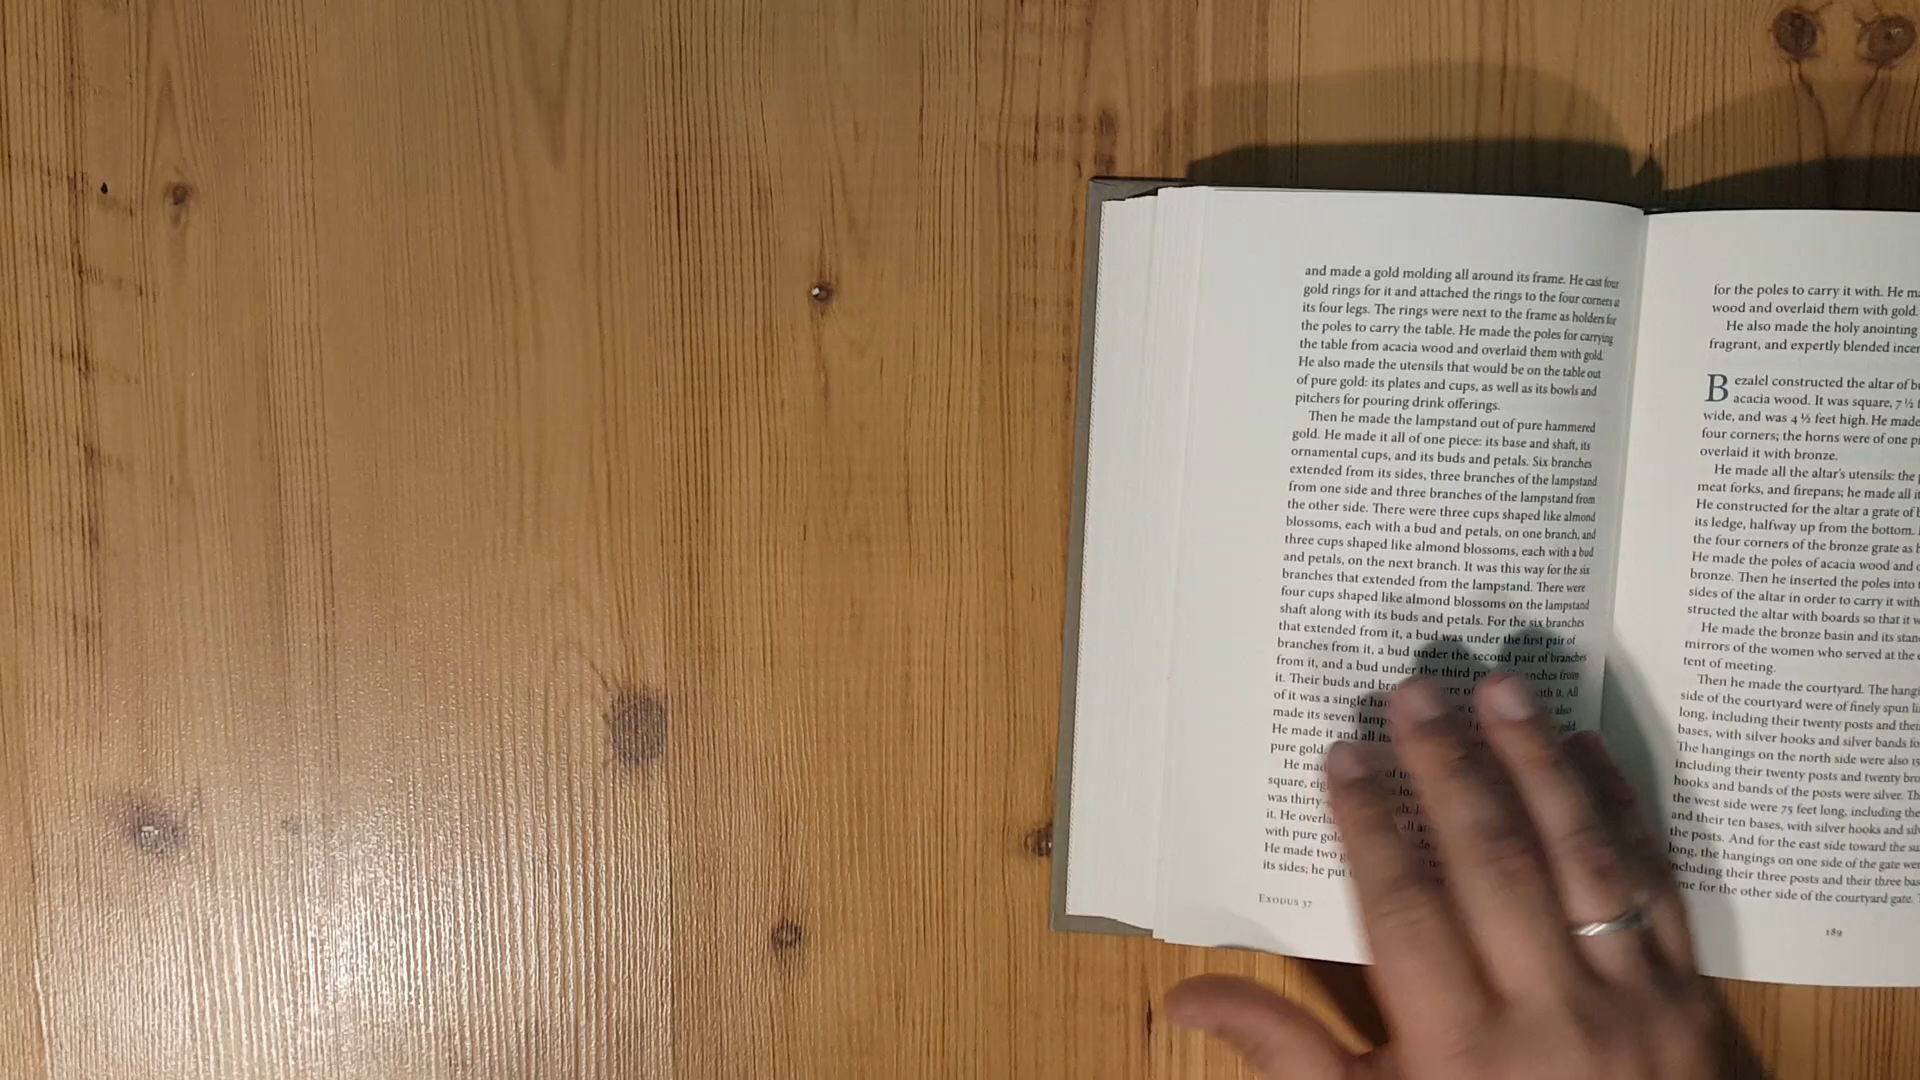 and made a gold molding all around its frame. He cast four
gold rings for it and attached the rings to the four corners at
its four legs. The rings were next to the frame as holders for
the poles to carry the table. He made the poles for carrying
the table from acacia wood and overlaid them with gold.
He also made the utensils that would be on the table out
of pure gold: its plates and cups, as well as its bowls and
pitchers for pouring drink offerings.
Then he made the lampstand out of pure hammered
gold. He made it all of one piece: its base and shaft, its
ornamental cups, and its buds and petals. Six branches
extended from its sides, three branches of the lampstand
from one side and three branches of the lampstand from
the other side. There were three cups shaped like almond
blossoms, each with a bud and petals, on one branch, and
three cups shaped like almond blossoms, each with a bud
and petals, on the next branch. It was this way for the six
branches that extended from the lampstand. There were
four cups shaped like almond blossoms on the lampstand
shaft along with its buds and petals. For the six branches
that extended from it, a bud was under the first pair of
branches from it, a bud under the second pair of branches
from it, and a bud under the third from
it. Their buds and with it. All
of it was a single also
made its seven gold
He made it and all its
pure gold.
He made of
square,
was
it. He all
with pure
He made two
its sides; he put
EXODUS 37
for the poles to carry it with. He
wood and overlaid them with gold.
He also made the holy anointing
fragrant, and expertly blended
Bezalel constructed the altar of
acacia wood. It was square, 7 ½
wide, and was 4 ½ feet high. He made
four corners; the horns were of one
overlaid it with bronze.
He made all the altar's utensils: the
meat forks, and firepans; he made all
He constructed for the altar a grate of
its ledge, halfway up from the bottom.
the four corners of the bronze grate as
He made the poles of acacia wood and
bronze. Then he inserted the poles into
sides of the altar in order to carry it with
structed the altar with boards so that it
He made the bronze basin and its
mirrors of the women who served at the
tent of meeting.
Then he made the courtyard. The
side of the courtyard were of finely spun
long, including their twenty posts and
bases, with silver hooks and silver bands
The hangings on the north side were also
including their twenty posts and twenty
hooks and bands of the posts were silver.
the west side were 75 feet long, including
and their ten bases, with silver hooks and
the posts. And for the east side toward the
long, the hangings on one side of the gate
including their three posts and their three
for the other side of the courtyard gate.
189